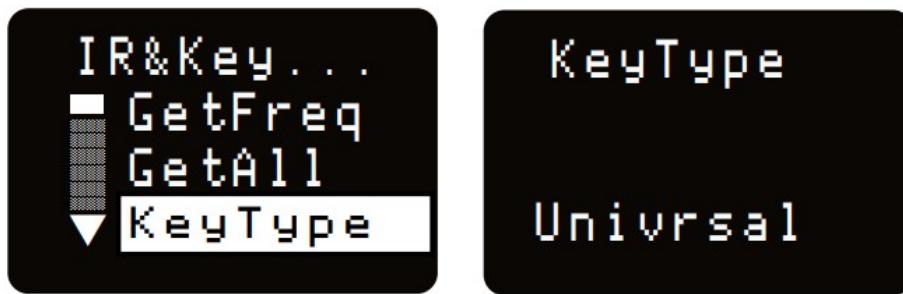 IR&Key...
GetFreq
GetAll
KeyType
KeyType
Univrsal